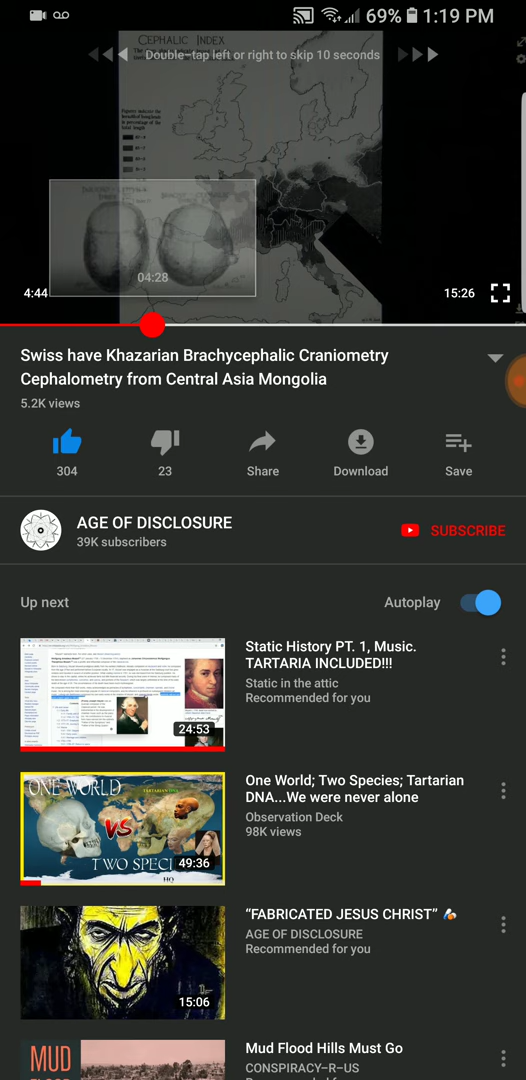 69% 1:19 PM
CEPHALIC INDEX
Double-tap left or right to skip 10 seconds
04:28
4:44
15:26
Swiss have Khazarian Brachycephalic Craniometry
Cephalometry from Central Asia Mongolia
5.2K views
304
23
Share
Download
Save
AGE OF DISCLOSURE
39K subscribers
SUBSCRIBE
Up next
Autoplay
24:53
Static History PT. 1, Music.
TARTARIA INCLUDED!!!
Static in the attic
Recommended for you
ONE WORLD
VS
TWO SPECI
HQ
49:36
One World; Two Species; Tartarian
DNA...We were never alone
Observation Deck
98K views
15:06
“FABRICATED JESUS CHRIST”
AGE OF DISCLOSURE
Recommended for you
MUD
Mud Flood Hills Must Go
CONSPIRACY-R-US